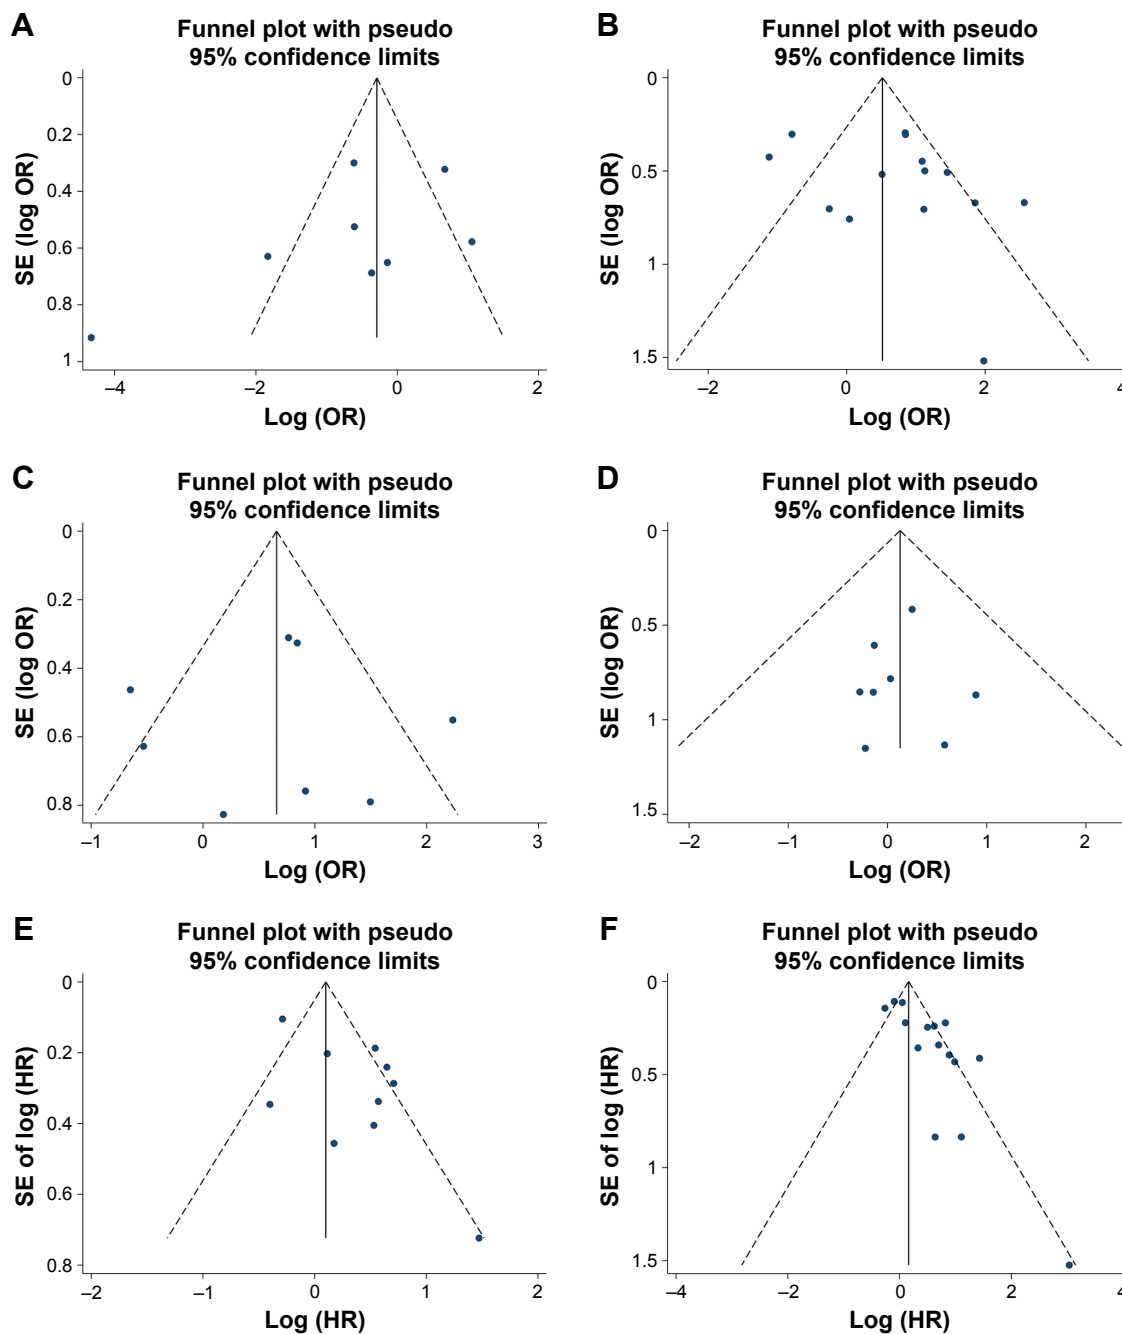 A
Funnel plot with pseudo
95% confidence limits
SE (log OR)
0
0.2
0.4
0.6
0.8
1
–4
–2
0
2
Log (OR)
B
Funnel plot with pseudo
95% confidence limits
SE (log OR)
0
0.5
1
1.5
–2
0
2
4
Log (OR)
C
Funnel plot with pseudo
95% confidence limits
SE (log OR)
0
0.2
0.4
0.6
0.8
–1
0
1
2
3
Log (OR)
D
Funnel plot with pseudo
95% confidence limits
SE (log OR)
0
0.5
1
1.5
–2
–1
0
1
2
Log (OR)
E
Funnel plot with pseudo
95% confidence limits
SE of log (HR)
0
0.2
0.4
0.6
0.8
–2
–1
0
1
2
Log (HR)
F
Funnel plot with pseudo
95% confidence limits
SE of log (HR)
0
0.5
1
1.5
–4
–2
0
2
4
Log (HR)